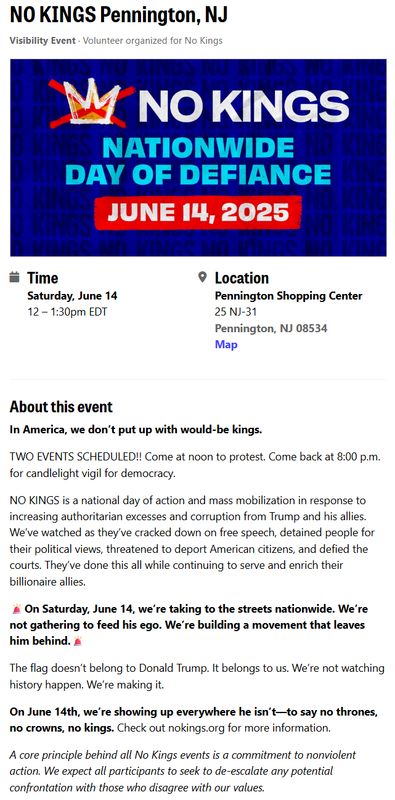 NO KINGS Pennington, NJ
Visibility Event · Volunteer organized for No Kings
NO KINGS
NATIONWIDE
DAY OF DEFIANCE
JUNE 14, 2025
Time
Saturday, June 14
12 – 1:30pm EDT
Location
Pennington Shopping Center
25 NJ-31
Pennington, NJ 08534
Map
About this event
In America, we don’t put up with would-be kings.
TWO EVENTS SCHEDULED!! Come at noon to protest. Come back at 8:00 p.m.
for candlelight vigil for democracy.
NO KINGS is a national day of action and mass mobilization in response to
increasing authoritarian excesses and corruption from Trump and his allies.
We’ve watched as they’ve cracked down on free speech, detained people for
their political views, threatened to deport American citizens, and defied the
courts. They’ve done this all while continuing to serve and enrich their
billionaire allies.
🚨 On Saturday, June 14, we’re taking to the streets nationwide. We’re
not gathering to feed his ego. We’re building a movement that leaves
him behind. 🚨
The flag doesn’t belong to Donald Trump. It belongs to us. We’re not watching
history happen. We’re making it.
On June 14th, we’re showing up everywhere he isn’t—to say no thrones,
no crowns, no kings. Check out nokings.org for more information.
A core principle behind all No Kings events is a commitment to nonviolent
action. We expect all participants to seek to de-escalate any potential
confrontation with those who disagree with our values.